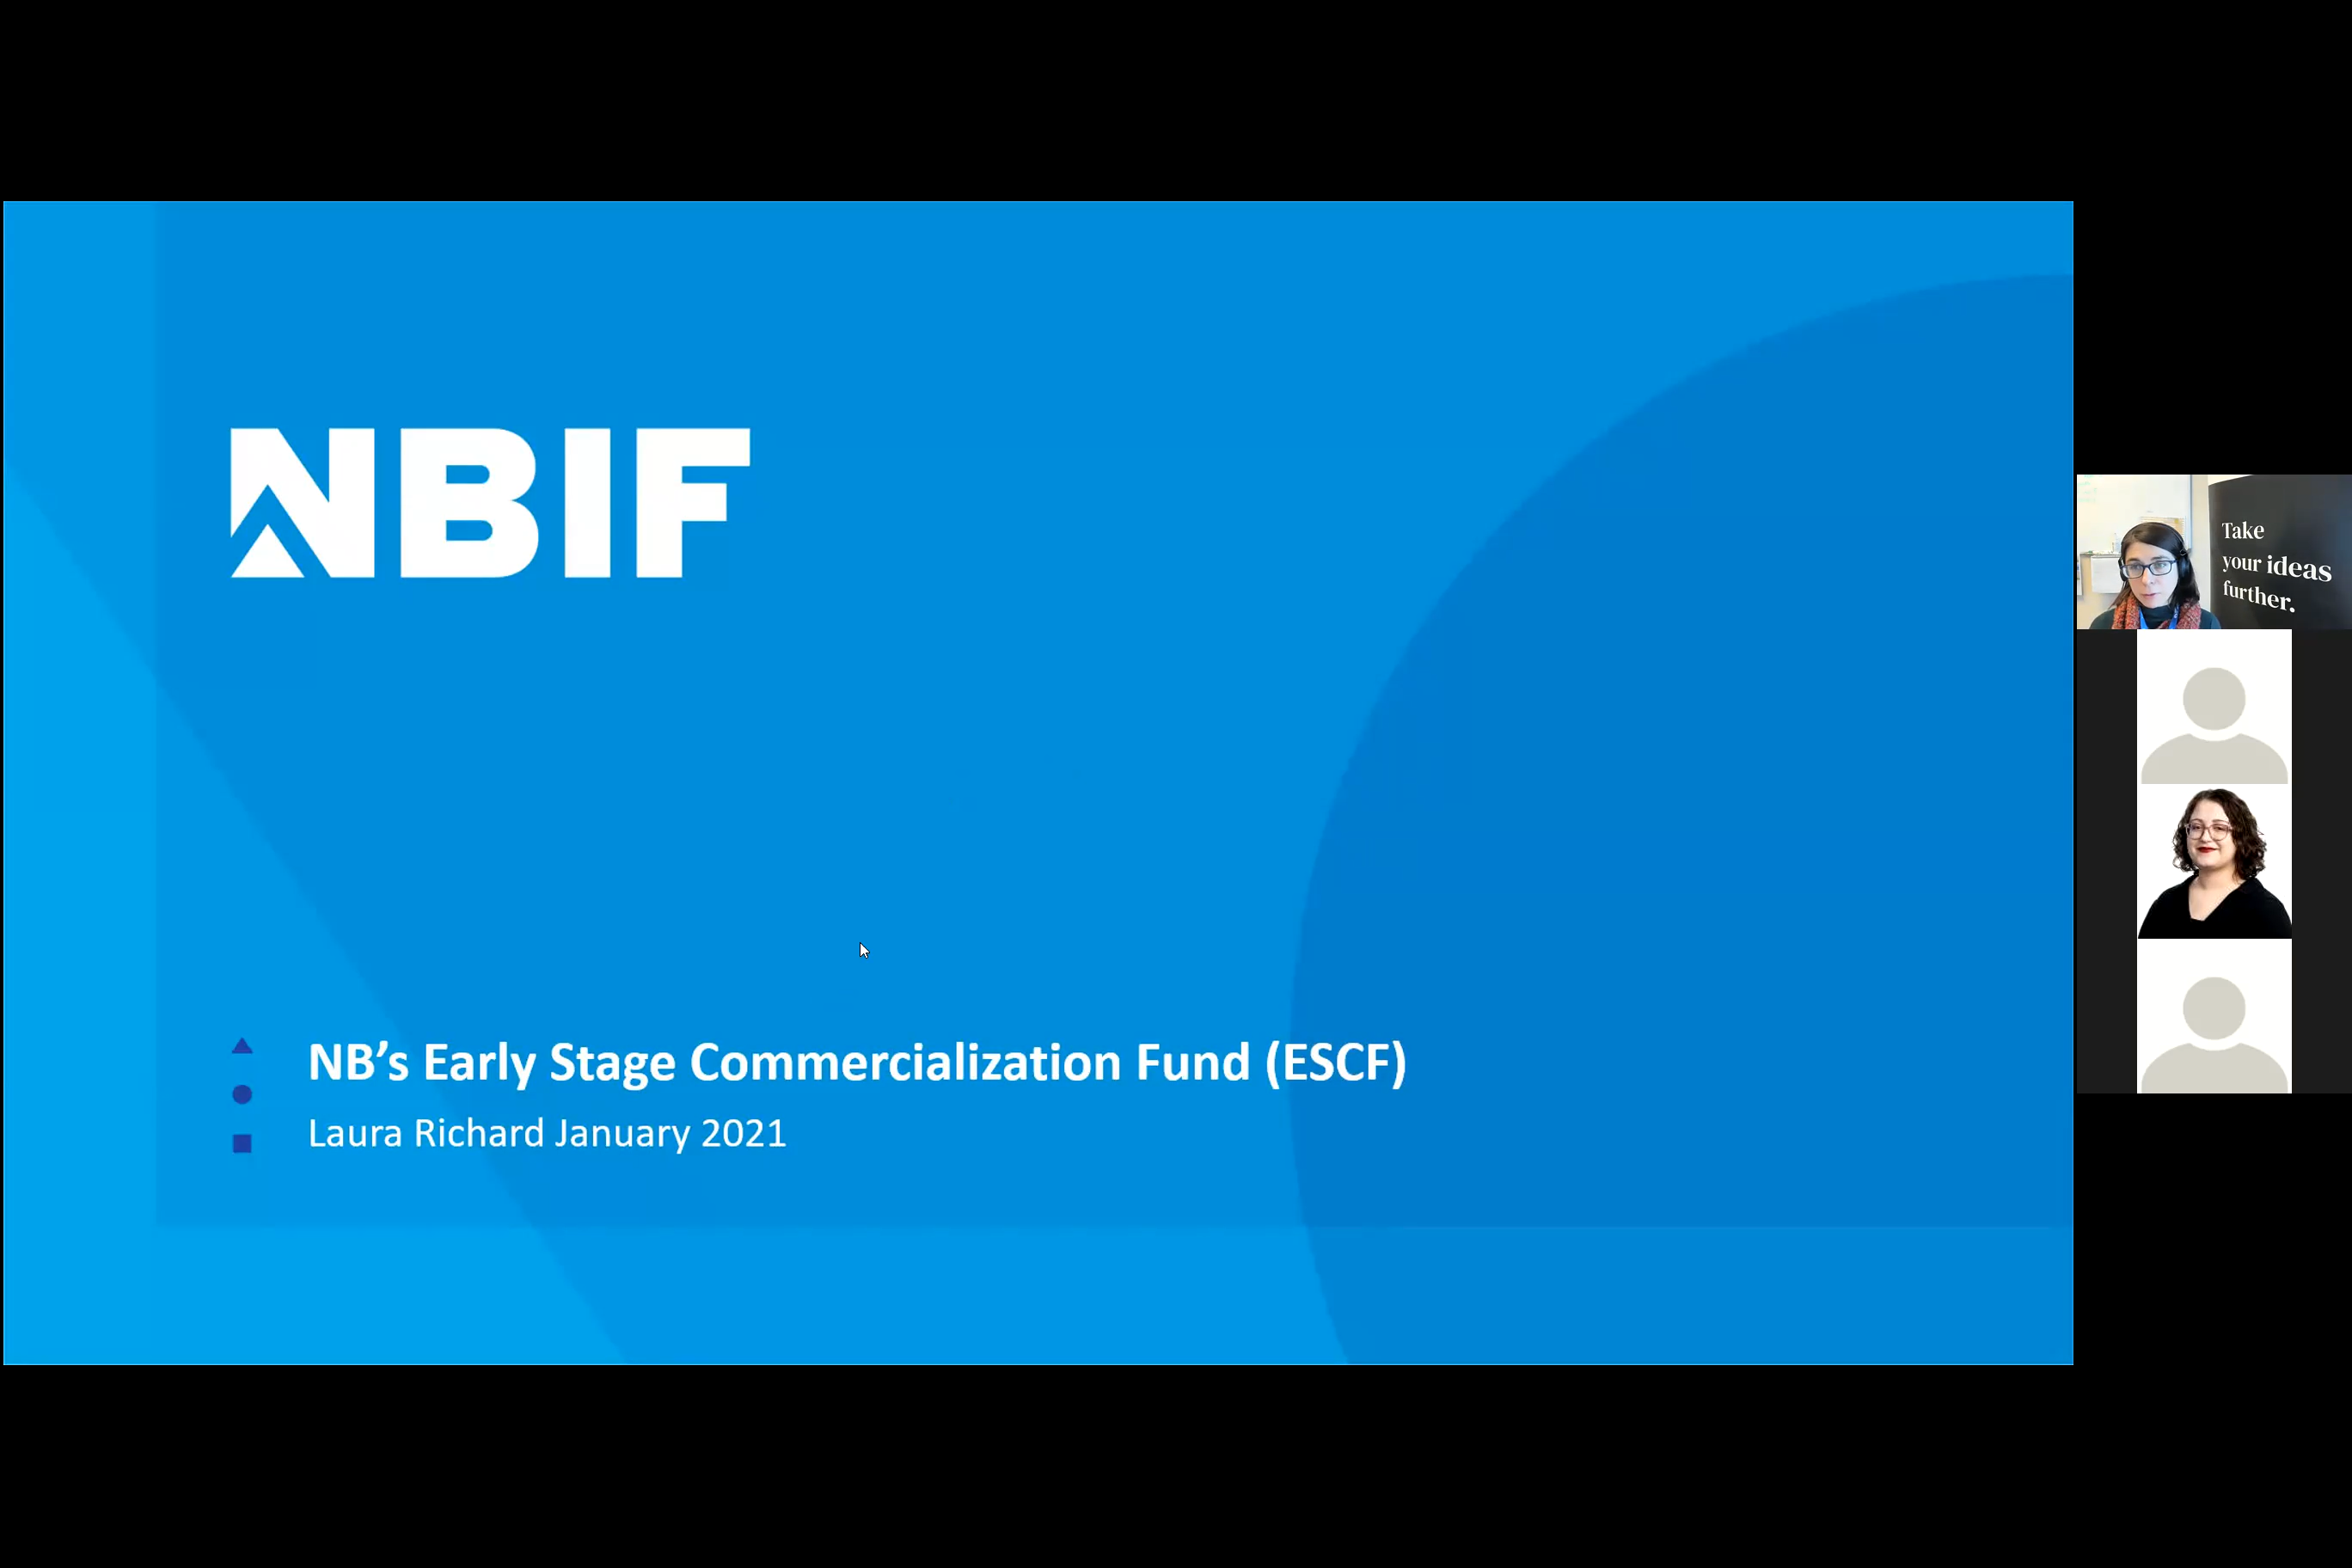 NBIF
NB’s Early Stage Commercialization Fund (ESCF)
Laura Richard January 2021
Take
your ideas
further.